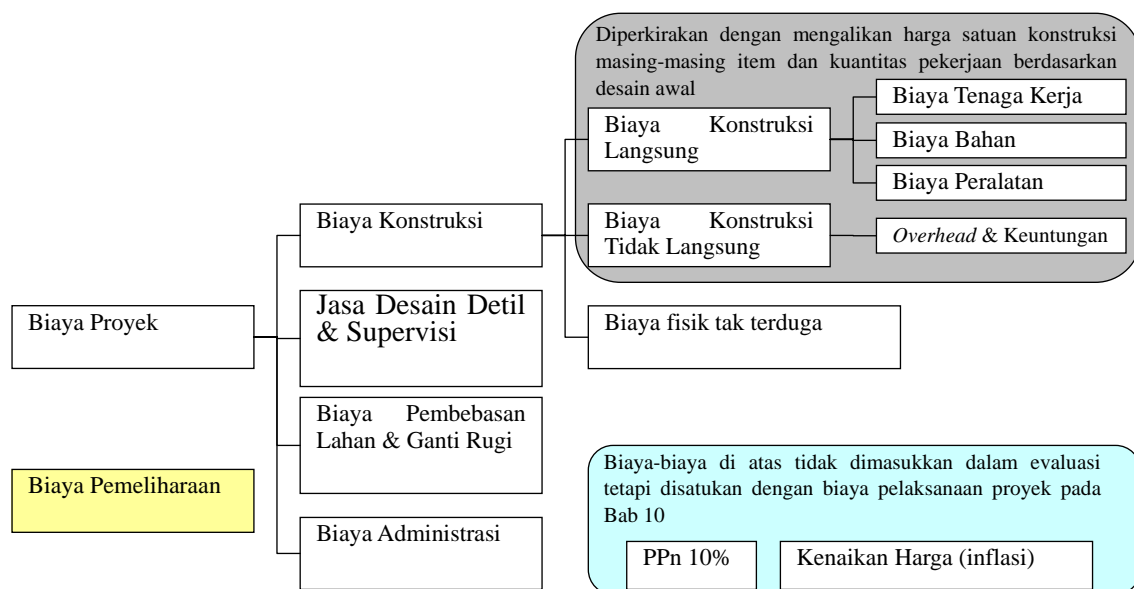 Diperkirakan dengan mengalikan harga satuan konstruksi
masing-masing item dan kuantitas pekerjaan berdasarkan
desain awal
Biaya Tenaga Kerja
Biaya Konstruksi
Langsung
Biaya Bahan
Biaya Peralatan
Biaya Konstruksi
Biaya Konstruksi
Tidak Langsung
Overhead & Keuntungan
Biaya Proyek
Jasa Desain Detil
& Supervisi
Biaya fisik tak terduga
Biaya Pembebasan
Lahan & Ganti Rugi
Biaya Pemeliharaan
Biaya-biaya di atas tidak dimasukkan dalam evaluasi
tetapi disatukan dengan biaya pelaksanaan proyek pada
Bab 10
Biaya Administrasi
PPn 10%
Kenaikan Harga (inflasi)